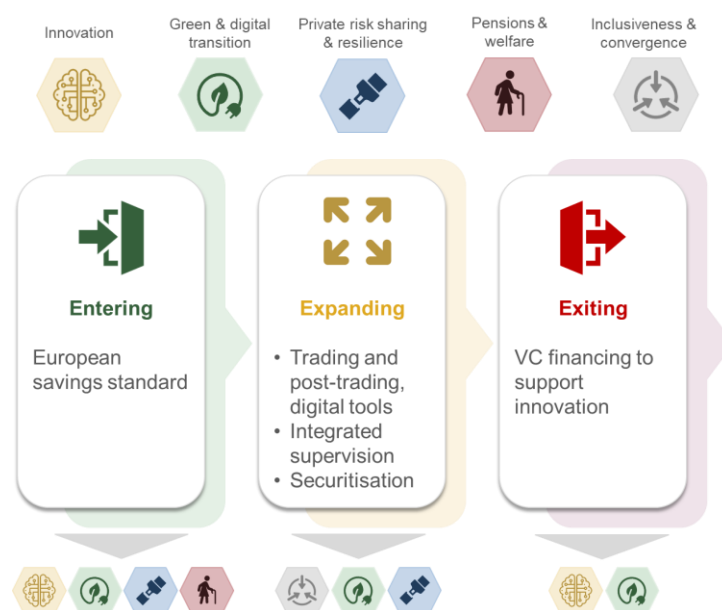 Innovation
Green & digital
transition
Private risk sharing
& resilience
Pensions &
welfare
Inclusiveness &
convergence
Entering
European
savings standard
Expanding
• Trading and
post-trading,
digital tools
• Integrated
supervision
• Securitisation
Exiting
VC financing to
support
innovation